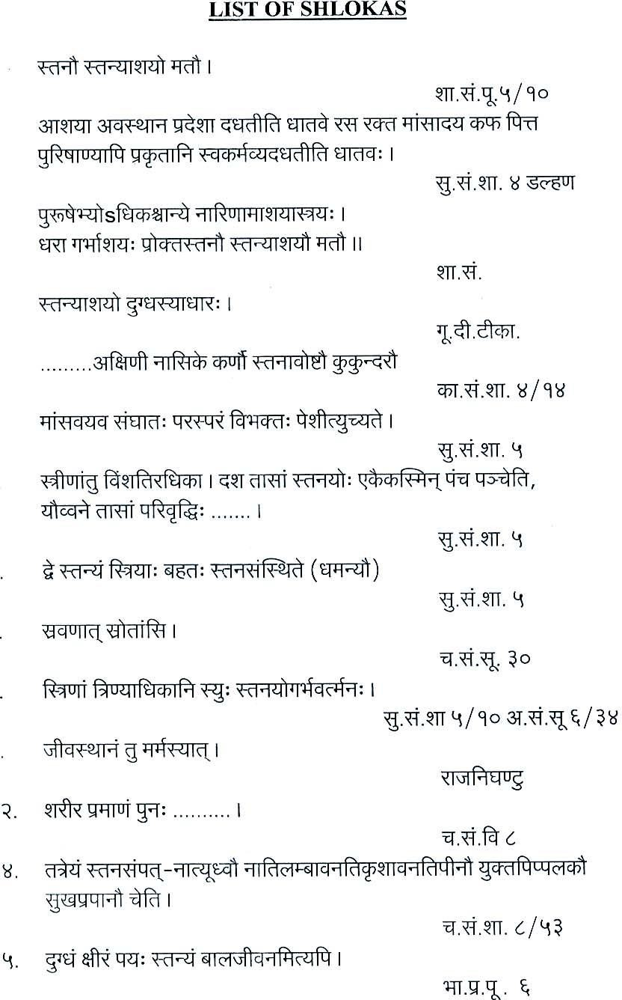 LIST OF SHLOKAS
स्तनौ स्तन्याशयो मतौ ।
शा.सं.पू.५/१०
आशया अवस्थान प्रदेशा दधतीति धातवे रस रक्त मांसादय कफ पित्त
पुरिषाण्यापि प्रकृतानि स्वकर्मव्यदधतीति धातवः ।
सु.सं.शा. ४ डल्हण
पुरूषेभ्योऽधिकश्चान्ये नारिणामाशयास्त्रयः ।
धरा गर्भाशयः प्रोक्तस्तनौ स्तन्याशयौ मतौ ॥
शा.सं.
स्तन्याशयो दुग्धस्याधारः ।
गू.दी.टीका.
.........अक्षिणी नासिके कर्णौ स्तनावोष्टौ कुकुन्दरौ
का.सं.शा. ४/१४
मांसवयव संघातः परस्परं विभक्तः पेशीत्युच्यते ।
सु.सं.शा. ५
स्त्रीणांतु विंशतिरधिका । दश तासां स्तनयोः एकैकस्मिन् पंच पञ्चेति,
यौव्वने तासां परिवृद्धिः ....... ।
सु.सं.शा. ५
द्वे स्तन्यं स्त्रियाः बहतः स्तनसंस्थिते (धमन्यौ)
सु.सं.शा. ५
स्रवणात् स्रोतांसि ।
च.सं.सू. ३०
स्त्रिणां त्रिण्याधिकानि स्युः स्तनयोगर्भवर्त्मनः ।
सु.सं.शा ५/१० अ.सं.सू ६/३४
जीवस्थानं तु मर्मस्यात् ।
राजनिघण्टु
२. शरीर प्रमाणं पुनः .......... ।
च.सं.वि ८
४. तत्रेयं स्तनसंपत्-नात्यूध्वौ नातिलम्बावनतिकृशावनतिपीनौ युक्तपिप्पलकौ
सुखप्रपानौ चेति ।
च.सं.शा. ८/५३
५. दुग्धं क्षीरं पयः स्तन्यं बालजीवनमित्यपि ।
भा.प्र.पू . ६